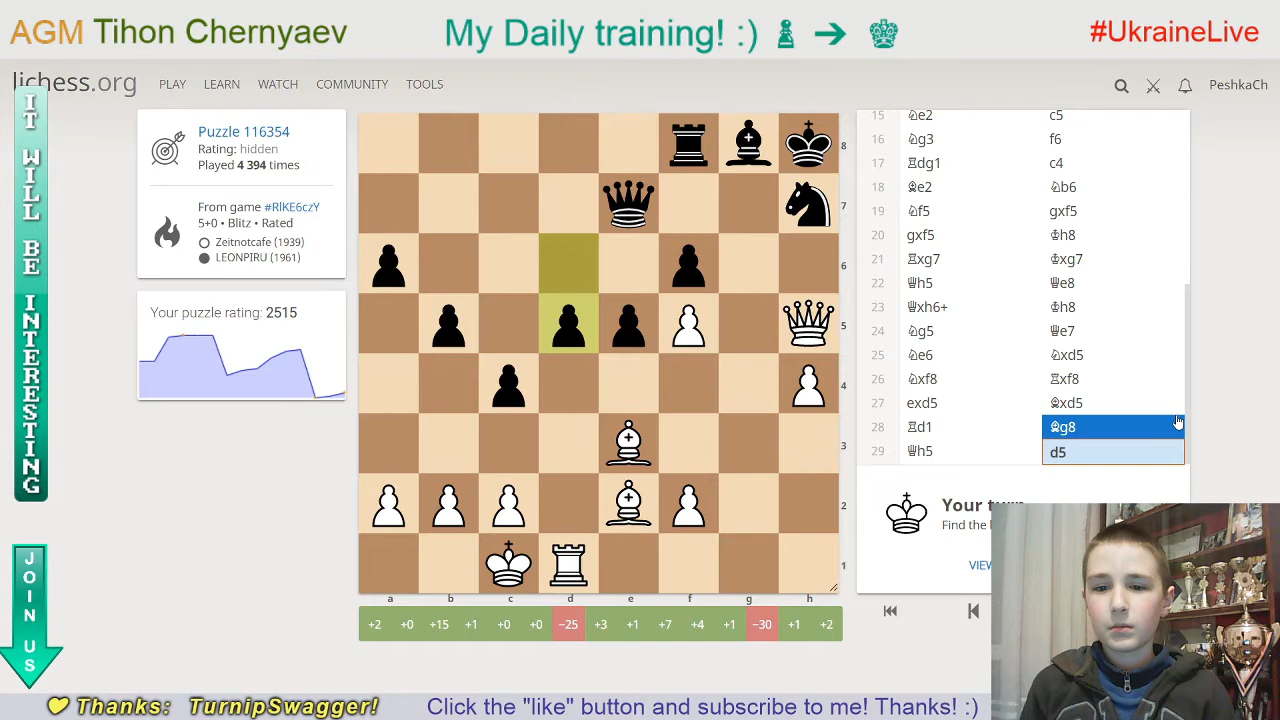 AGM Tihon Chernyaev
My Daily training! :)
#UkraineLive
lichess.org
PLAY LEARN WATCH COMMUNITY TOOLS
PeshkaCh
IT WILL BE INTERESTING
JOIN US
Puzzle 116354
Rating: hidden
Played 4 394 times
From game #RlKE6czY
5+0 • Blitz • Rated
Zeitnotcafe (1939)
LEONPIRU (1961)
Your puzzle rating: 2515
8
7
6
5
4
3
2
1
a b c d e f g h
+2 +0 +15 +1 +0 +0 −25 +3 +1 +7 +4 +1 −30 +1 +2
15 ♘e2 c5
16 ♘g3 f6
17 ♖dg1 c4
18 ♗e2 ♘b6
19 ♘f5 gxf5
20 gxf5 ♔h8
21 ♖xg7 ♔xg7
22 ♕h5 ♕e8
23 ♕xh6+ ♔h8
24 ♘g5 ♕e7
25 ♘e6 ♘xd5
26 ♘xf8 ♖xf8
27 exd5 ♗xd5
28 ♖d1 ♗g8
29 ♕h5 d5
Your turn
Find the
VIEW
Thanks: TurnipSwagger!
Click the "like" button and subscribe to me! Thanks! :)